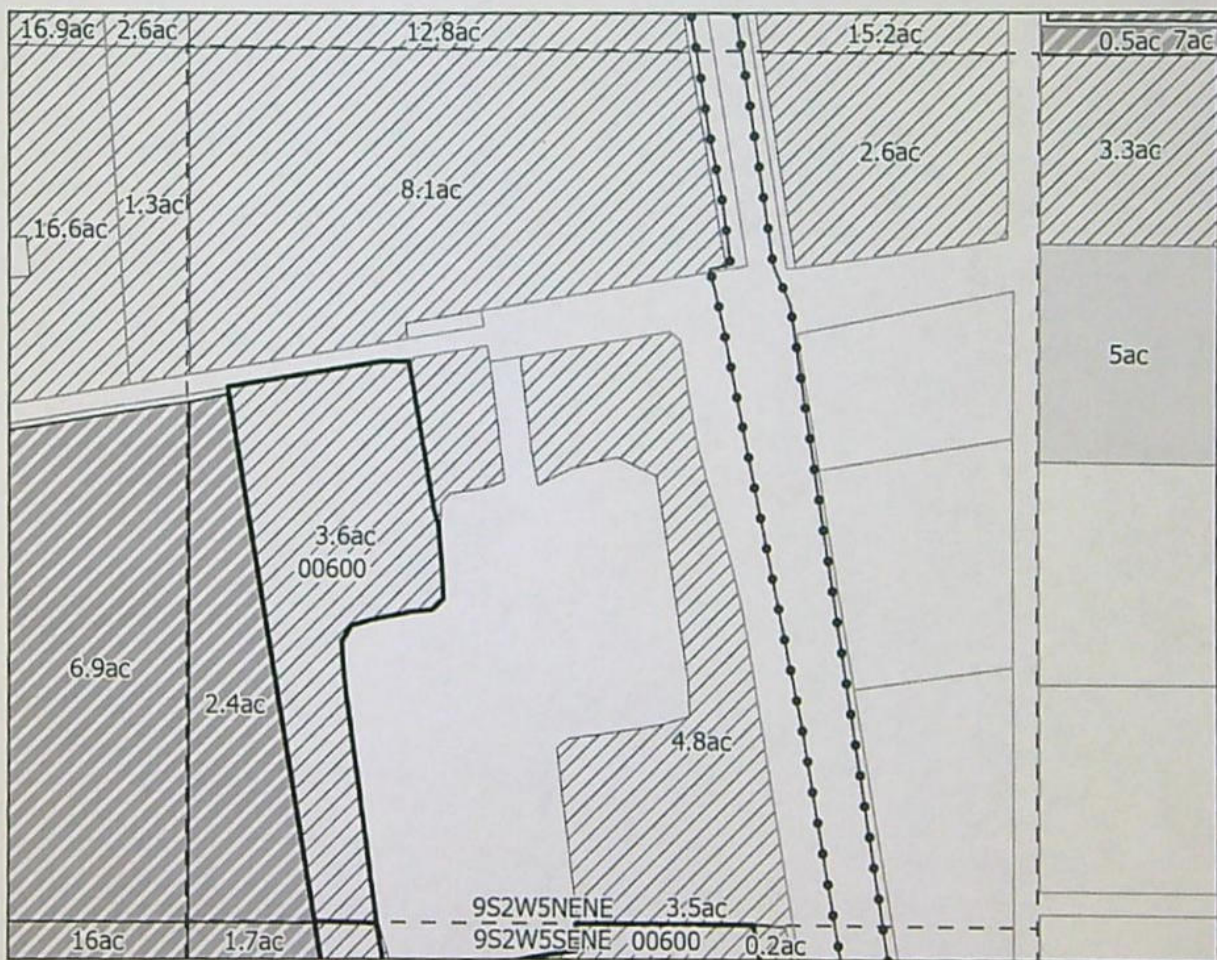 16.9ac 2.6ac 12.8ac 15.2ac 0.5ac 7ac
2.6ac 3.3ac
8.1ac
1.3ac
16.6ac
5ac
3.6ac
00600
6.9ac
2.4ac
4.8ac
9S2W5NENE 3.5ac
16ac 1.7ac 9S2W5SENE 00600 0.2ac